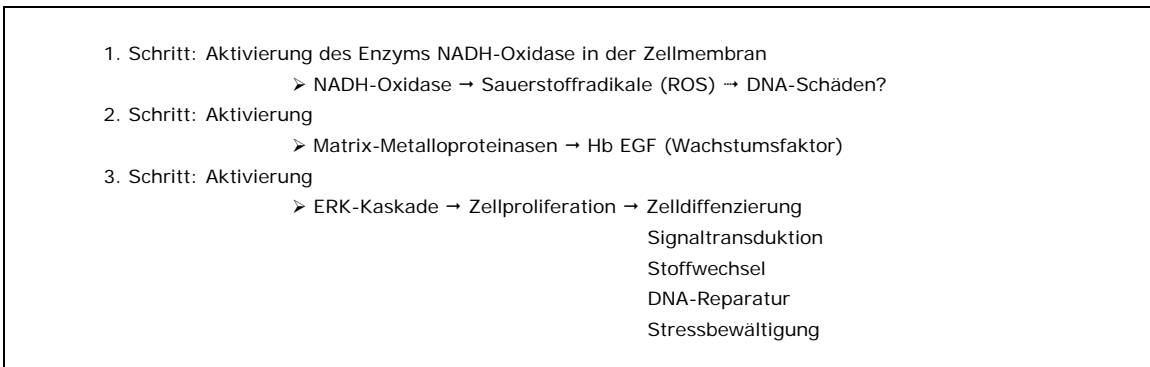 1. Schritt: Aktivierung des Enzyms NADH-Oxidase in der Zellmembran
➢ NADH-Oxidase → Sauerstoffradikale (ROS) ⇢ DNA-Schäden?
2. Schritt: Aktivierung
➢ Matrix-Metalloproteinasen → Hb EGF (Wachstumsfaktor)
3. Schritt: Aktivierung
➢ ERK-Kaskade → Zellproliferation → Zelldiffenzierung
Signaltransduktion
Stoffwechsel
DNA-Reparatur
Stressbewältigung